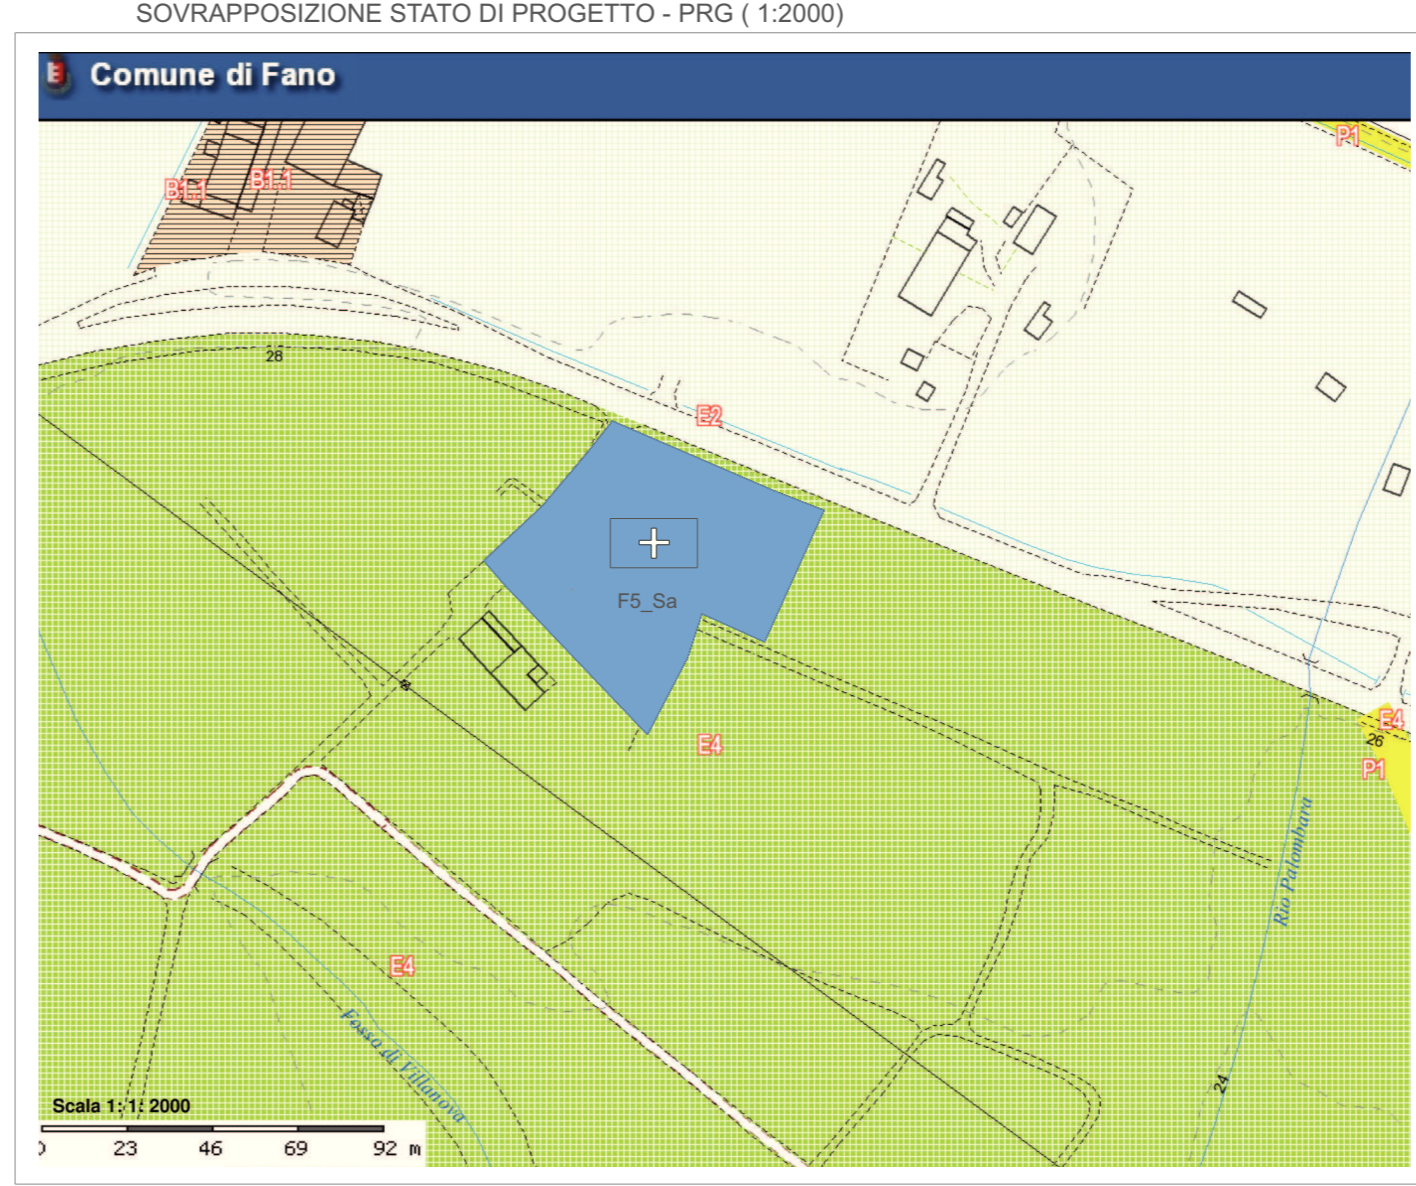 SOVRAPPOSIZIONE STATO DI PROGETTO - PRG ( 1:2000)
Comune di Fano
P1
B1.1
B1.1
28
E2
F5_Sa
E4
E4
26
P1
Rio Palombara
E4
Fosso di Villanova
24
Scala 1: 1: 2000
0 23 46 69 92 m